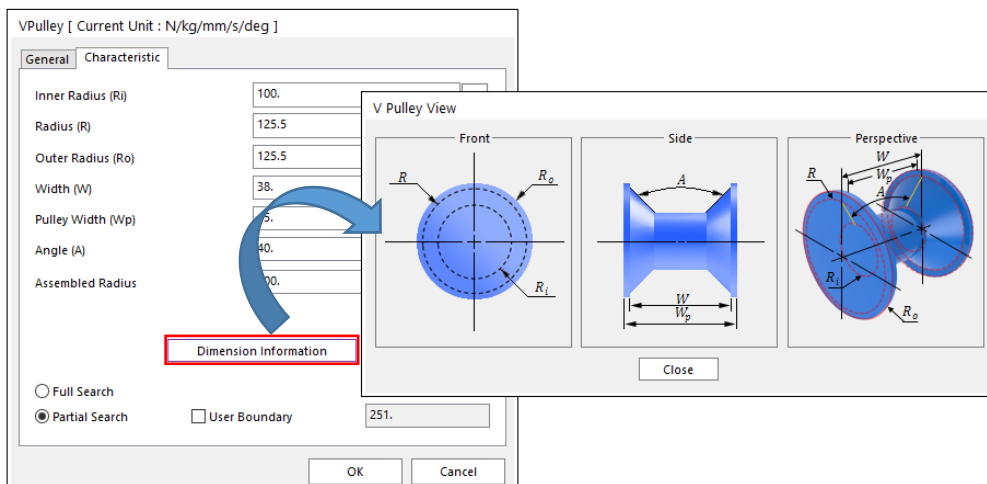 VPulley [ Current Unit : N/kg/mm/s/deg ]
General Characteristic
Inner Radius (Ri) 100.
Radius (R) 125.5
Outer Radius (Ro) 125.5
Width (W) 38.
Pulley Width (Wp)
Angle (A) 40.
Assembled Radius
Dimension Information
Full Search
Partial Search User Boundary 251.
OK Cancel
V Pulley View
Front Side Perspective
R Ro Ri
A W Wp
W Wp A R Ri Ro
Close